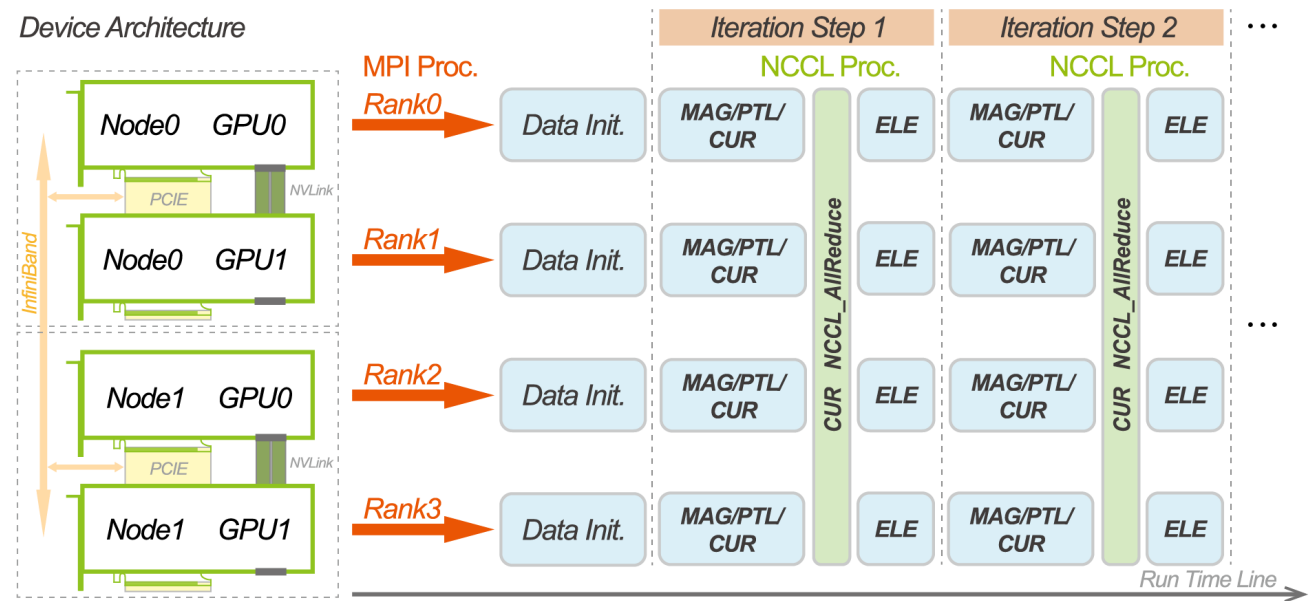 Device Architecture
Iteration Step 1
Iteration Step 2
...
MPI Proc.
NCCL Proc.
NCCL Proc.
Node0 GPU0
Rank0
Data Init.
MAG/PTL/
CUR
ELE
MAG/PTL/
CUR
ELE
PCIE
NVLink
InfiniBand
Node0 GPU1
Rank1
Data Init.
MAG/PTL/
CUR
ELE
MAG/PTL/
CUR
ELE
CUR NCCL_AllReduce
CUR NCCL_AllReduce
...
Node1 GPU0
Rank2
Data Init.
MAG/PTL/
CUR
ELE
MAG/PTL/
CUR
ELE
PCIE
NVLink
Node1 GPU1
Rank3
Data Init.
MAG/PTL/
CUR
ELE
MAG/PTL/
CUR
ELE
Run Time Line